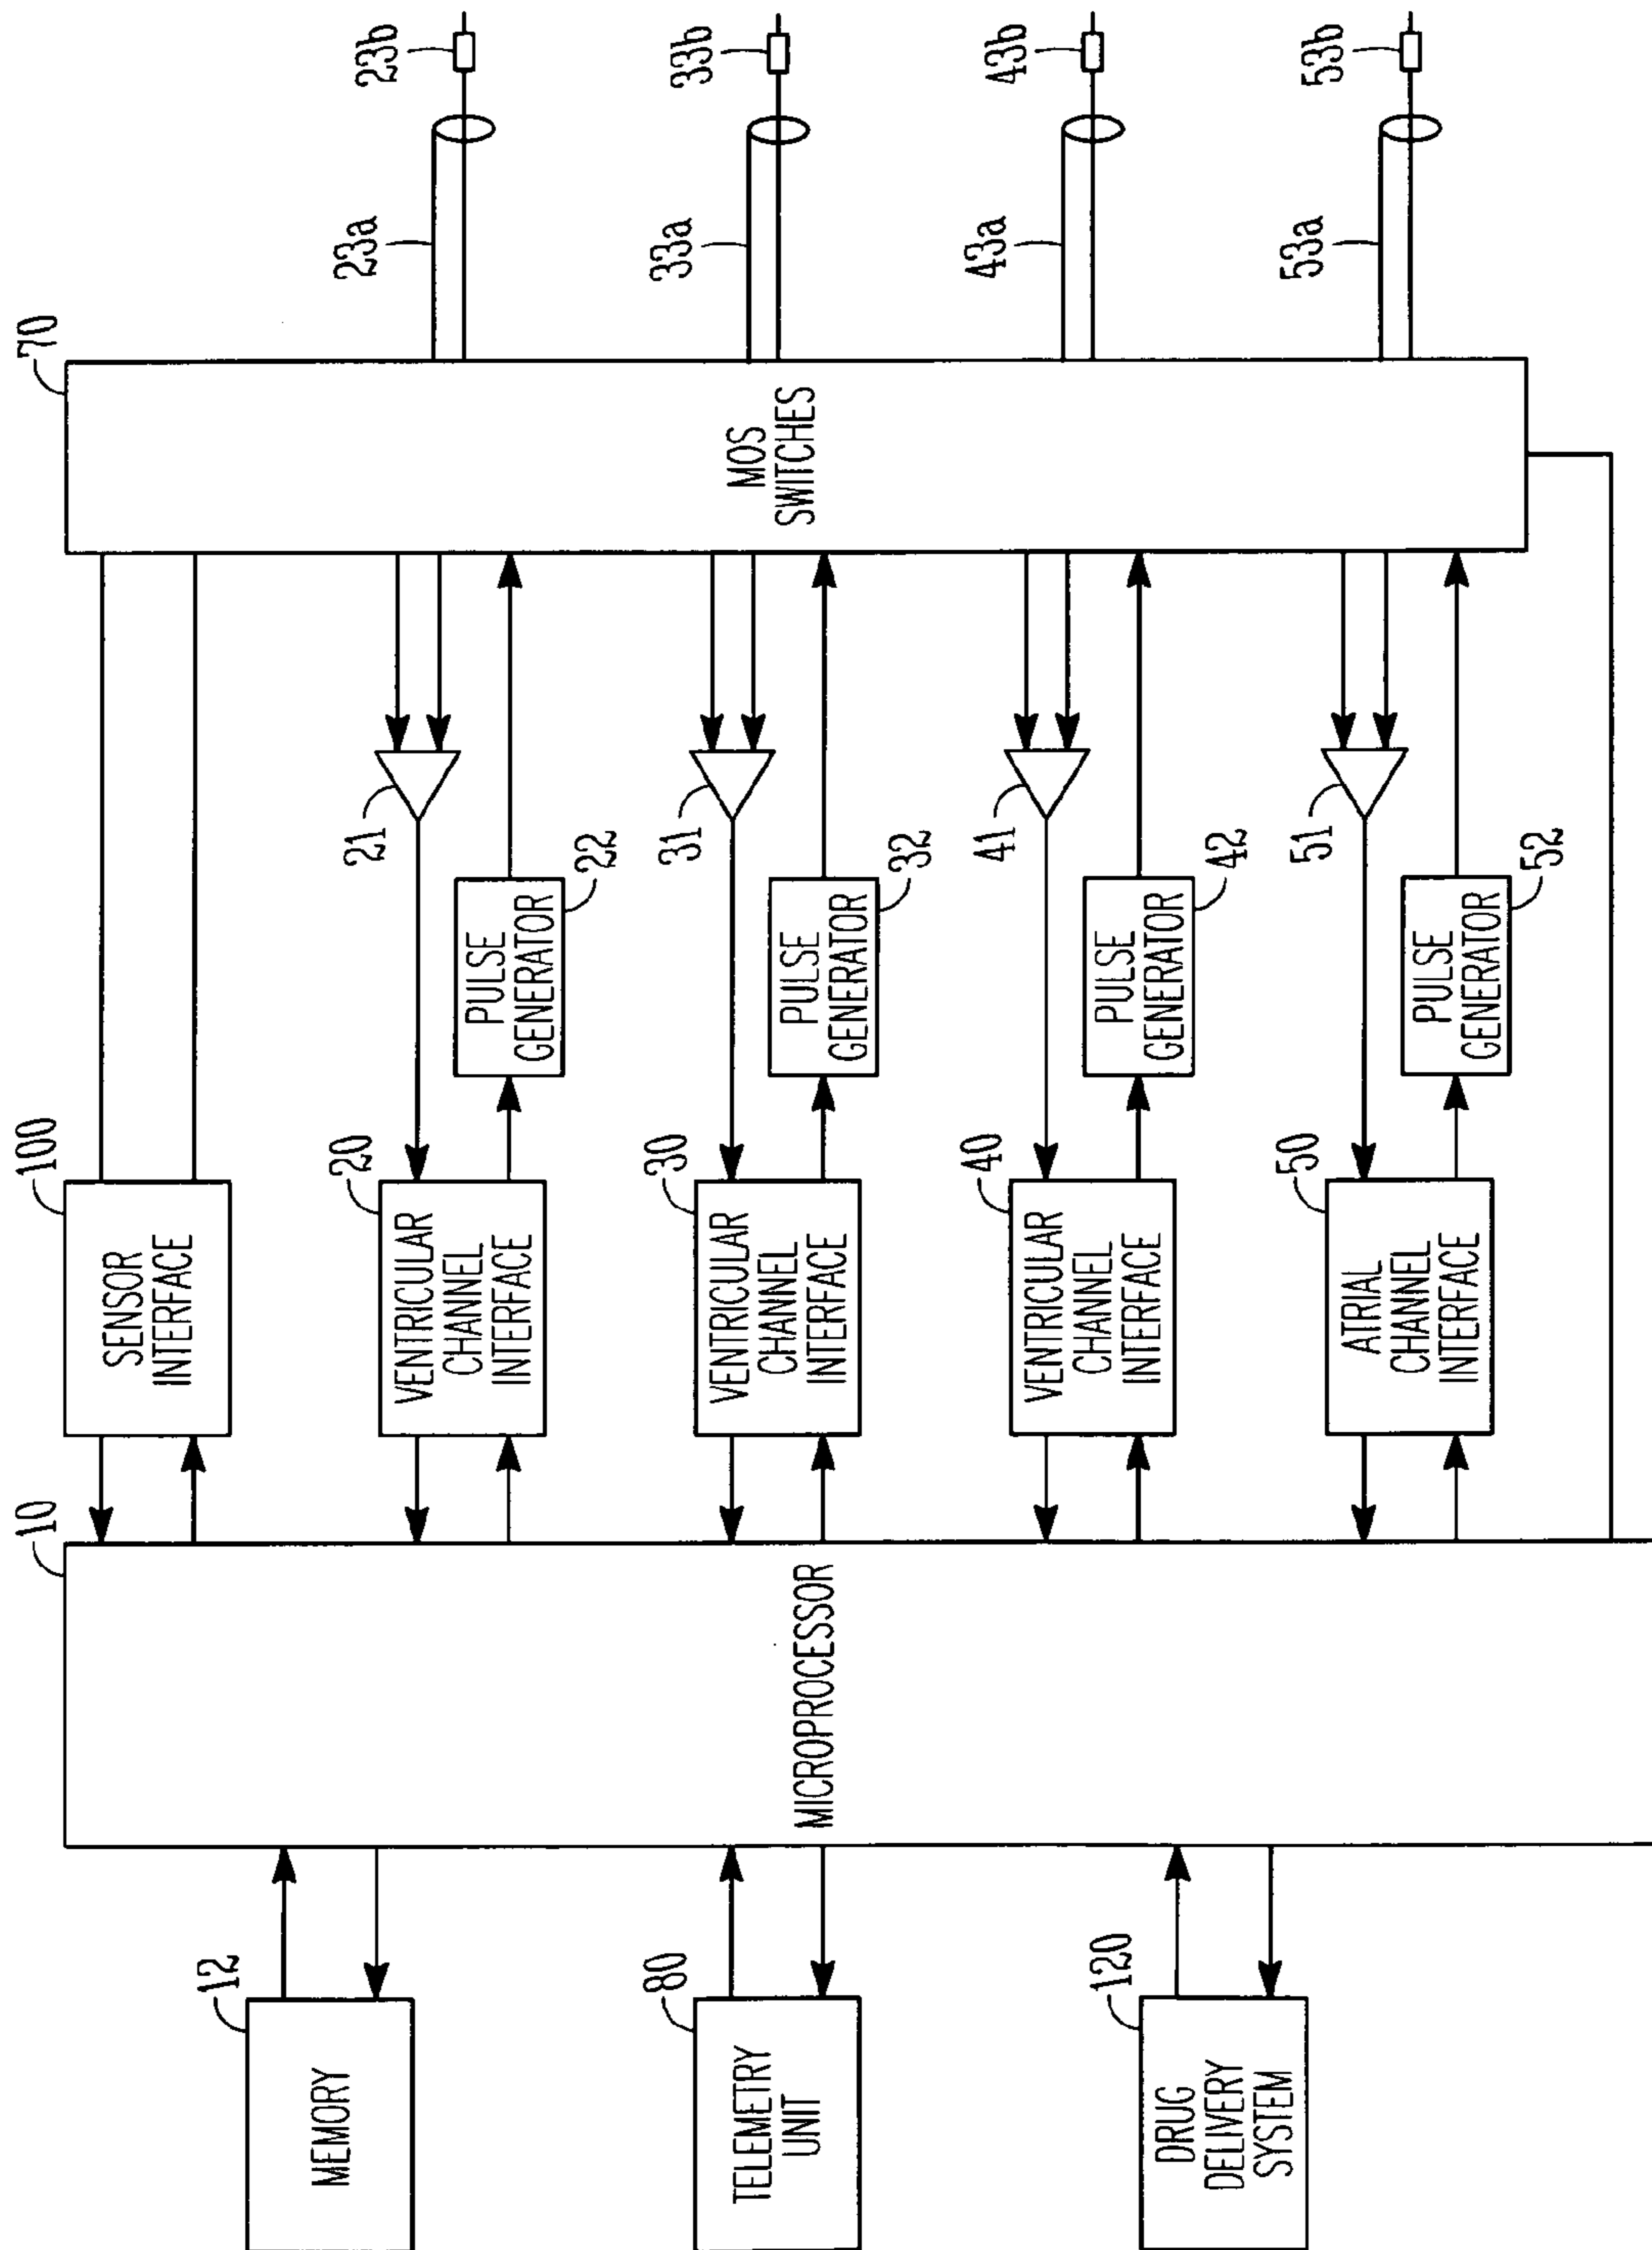 MEMORY
12
TELEMETRY
UNIT
80
DRUG
DELIVERY
SYSTEM
120
MICROPROCESSOR
10
SENSOR
INTERFACE
100
VENTRICULAR
CHANNEL
INTERFACE
20
VENTRICULAR
CHANNEL
INTERFACE
30
VENTRICULAR
CHANNEL
INTERFACE
40
ATRIAL
CHANNEL
INTERFACE
50
21
PULSE
GENERATOR
22
31
PULSE
GENERATOR
32
41
PULSE
GENERATOR
42
51
PULSE
GENERATOR
52
MOS
SWITCHES
70
23a
23b
33a
33b
43a
43b
53a
53b